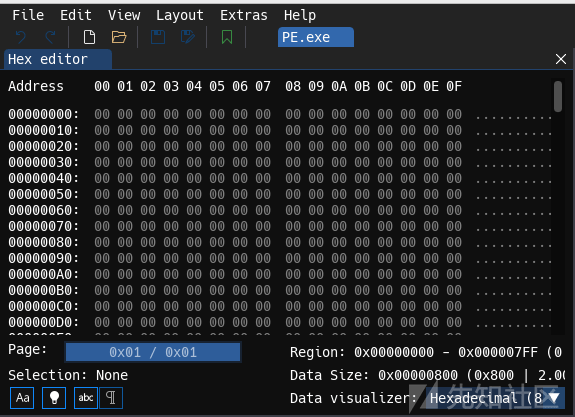 File Edit View Layout Extras Help
PE.exe
Hex editor
Address 00 01 02 03 04 05 06 07 08 09 0A 0B 0C 0D 0E 0F
00000000: 00 00 00 00 00 00 00 00 00 00 00 00 00 00 00 00 ..........
00000010: 00 00 00 00 00 00 00 00 00 00 00 00 00 00 00 00 ..........
00000020: 00 00 00 00 00 00 00 00 00 00 00 00 00 00 00 00 ..........
00000030: 00 00 00 00 00 00 00 00 00 00 00 00 00 00 00 00 ..........
00000040: 00 00 00 00 00 00 00 00 00 00 00 00 00 00 00 00 ..........
00000050: 00 00 00 00 00 00 00 00 00 00 00 00 00 00 00 00 ..........
00000060: 00 00 00 00 00 00 00 00 00 00 00 00 00 00 00 00 ..........
00000070: 00 00 00 00 00 00 00 00 00 00 00 00 00 00 00 00 ..........
00000080: 00 00 00 00 00 00 00 00 00 00 00 00 00 00 00 00 ..........
00000090: 00 00 00 00 00 00 00 00 00 00 00 00 00 00 00 00 ..........
000000A0: 00 00 00 00 00 00 00 00 00 00 00 00 00 00 00 00 ..........
000000B0: 00 00 00 00 00 00 00 00 00 00 00 00 00 00 00 00 ..........
000000C0: 00 00 00 00 00 00 00 00 00 00 00 00 00 00 00 00 ..........
000000D0: 00 00 00 00 00 00 00 00 00 00 00 00 00 00 00 00 ..........
Page: 0x01 / 0x01 Region: 0x00000000 - 0x000007FF (0
Selection: None Data Size: 0x00000800 (0x800 | 2.00
Aa abc ¶ Data visualizer: Hexadecimal (8
先知社区